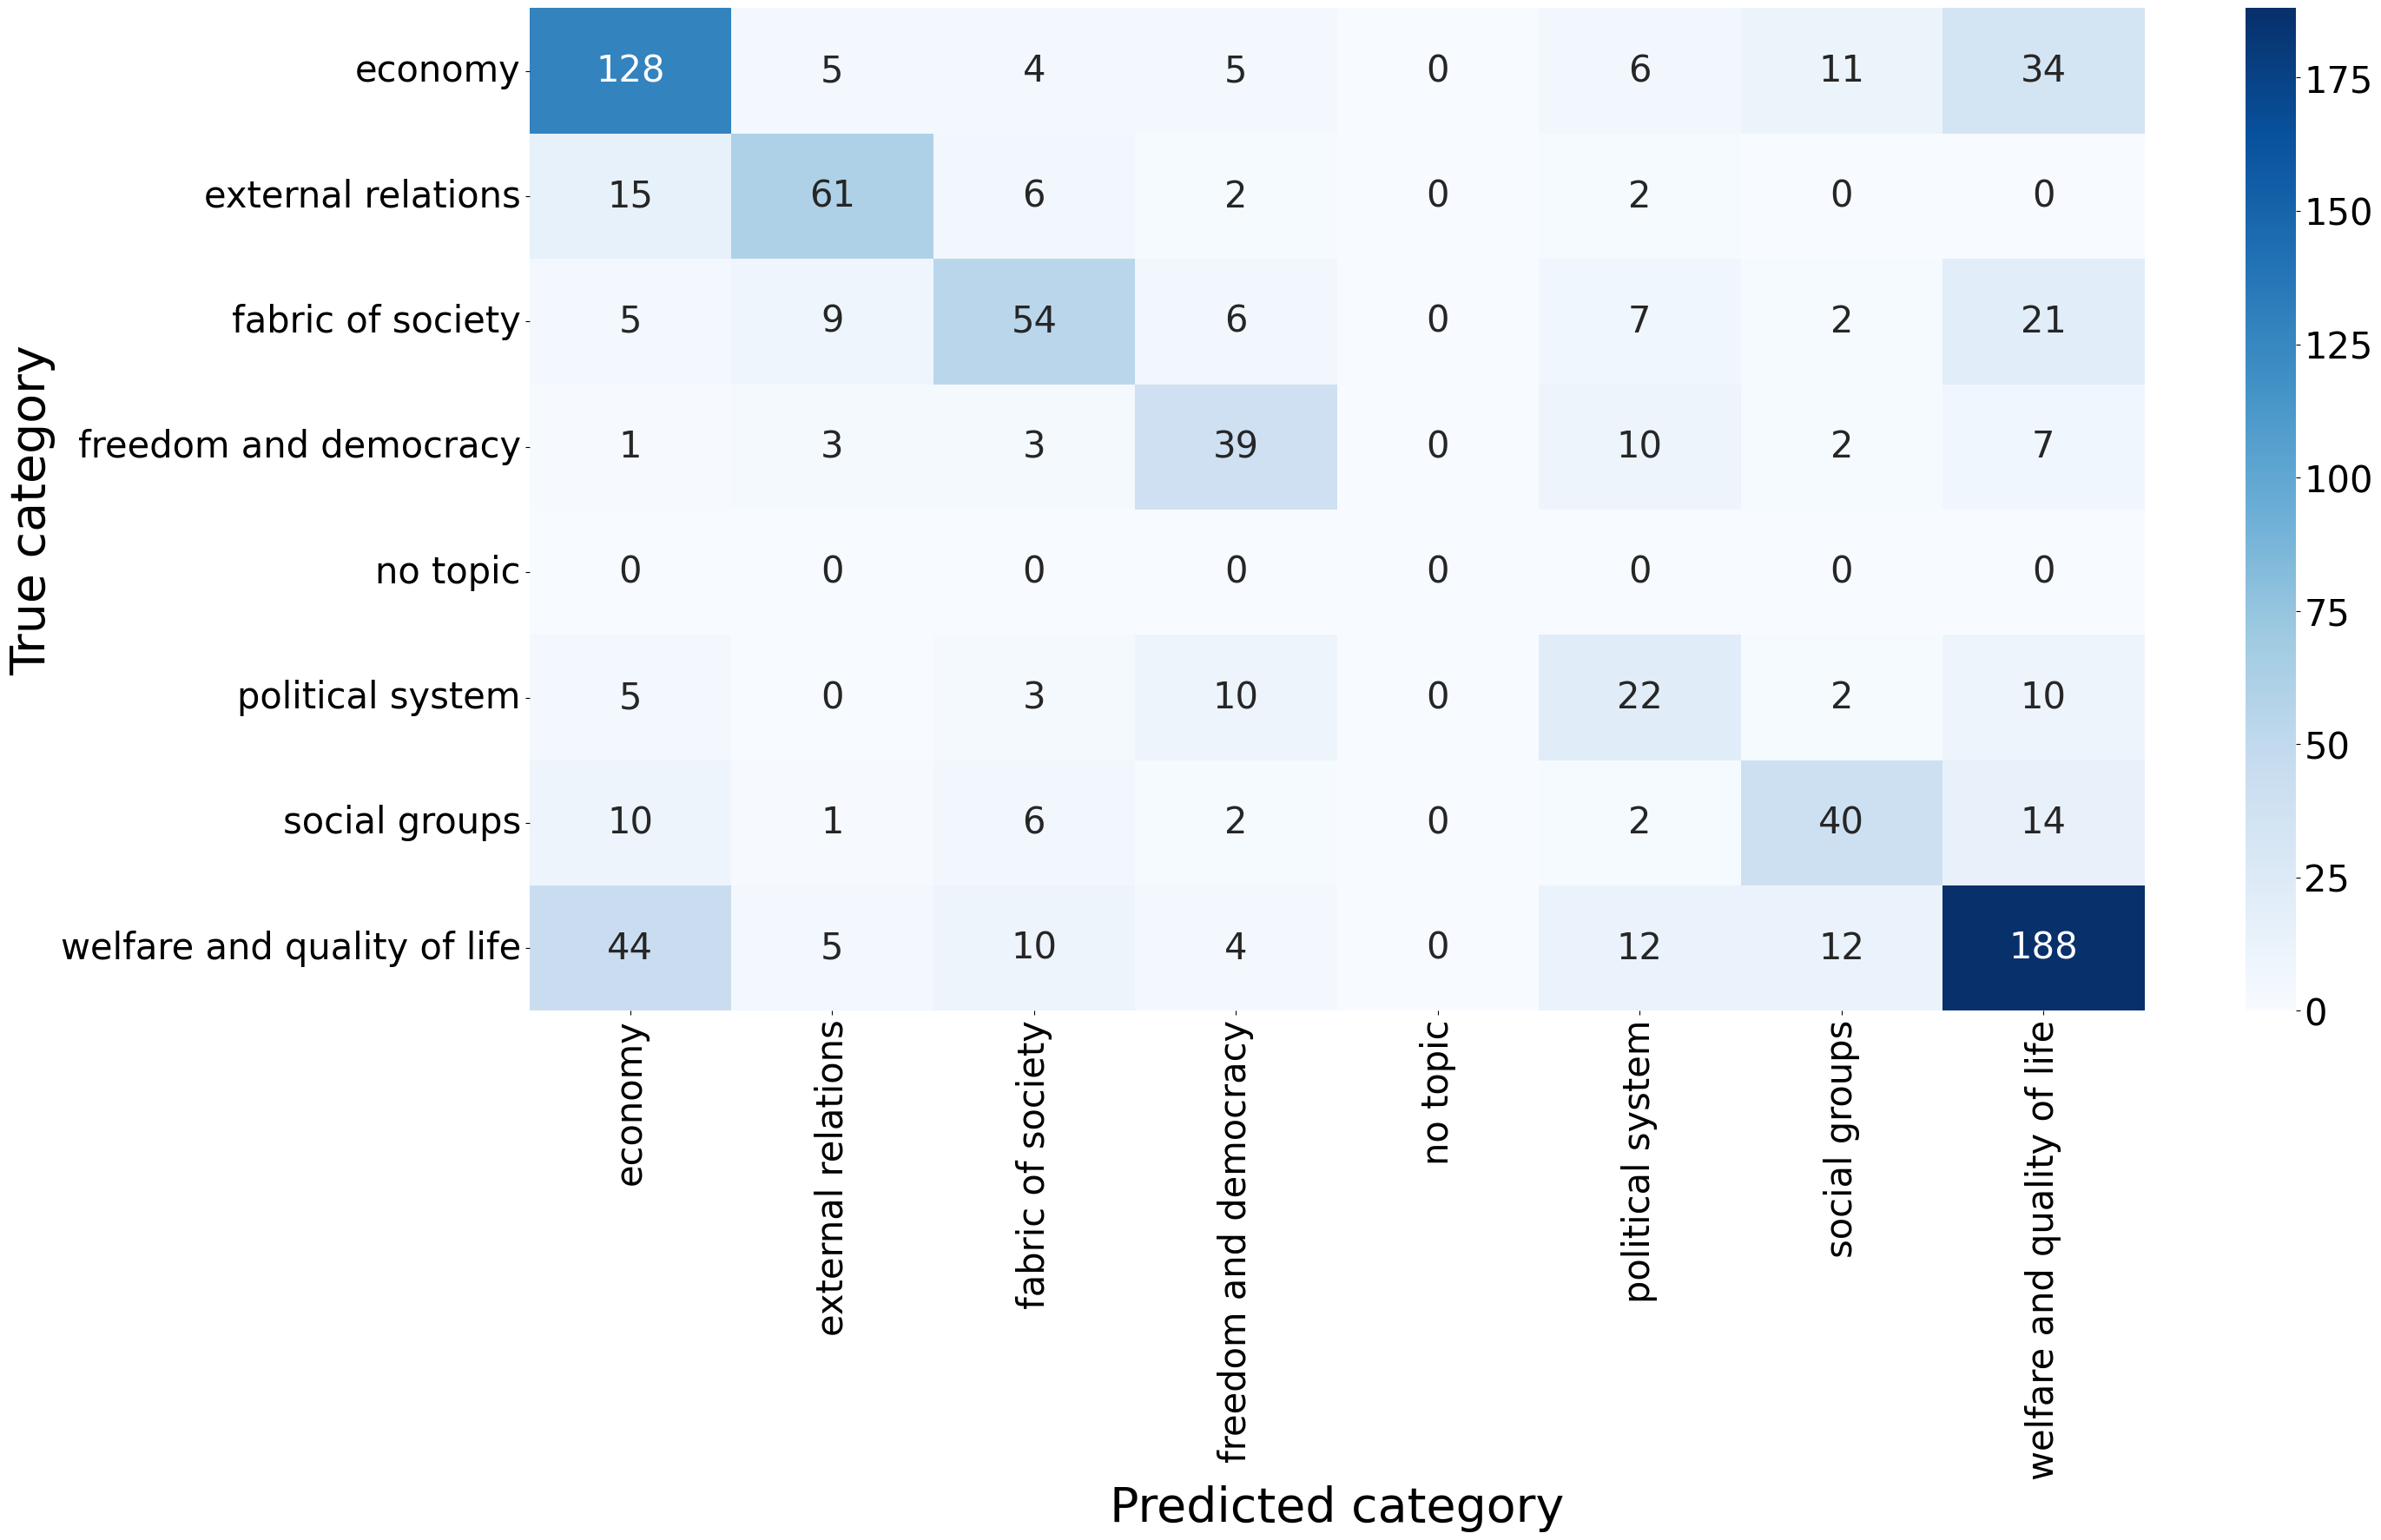 True category
economy 128 5 4 5 0 6 11 34
external relations 15 61 6 2 0 2 0 0
fabric of society 5 9 54 6 0 7 2 21
freedom and democracy 1 3 3 39 0 10 2 7
no topic 0 0 0 0 0 0 0 0
political system 5 0 3 10 0 22 2 10
social groups 10 1 6 2 0 2 40 14
welfare and quality of life 44 5 10 4 0 12 12 188
economy
external relations
fabric of society
freedom and democracy
no topic
political system
social groups
welfare and quality of life
Predicted category
175
150
125
100
75
50
25
0